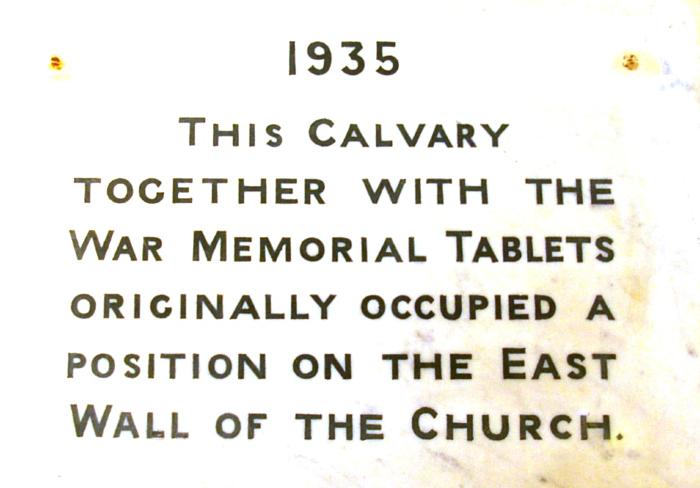 1935
THIS CALVARY
TOGETHER WITH THE
WAR MEMORIAL TABLETS
ORIGINALLY OCCUPIED A
POSITION ON THE EAST
WALL OF THE CHURCH.